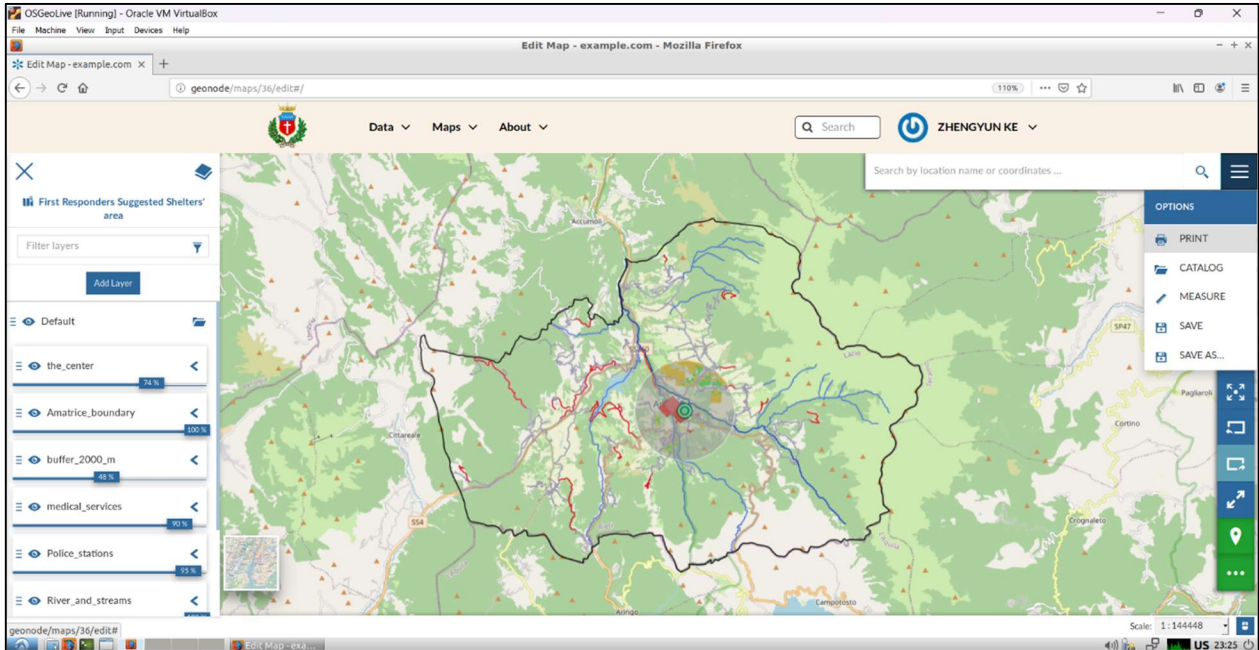 OSGeoLive [Running] - Oracle VM VirtualBox
File Machine View Input Devices Help
Edit Map - example.com - Mozilla Firefox
Edit Map - example.com
geonode/maps/36/edit#/
110%
Data Maps About
Search
ZHENGYUN KE
First Responders Suggested Shelters'
area
Filter layers
Add Layer
Default
the_center
74 %
Amatrice_boundary
100 %
buffer_2000_m
48 %
medical_services
90 %
Police_stations
95 %
River_and_streams
Search by location name or coordinates ...
OPTIONS
PRINT
CATALOG
MEASURE
SAVE
SAVE AS...
Accumoli
Cittareale
SS4
SP47
Lazio
Pagliaroli
Cortino
Crognaleto
Campotosto
Aringo
geonode/maps/36/edit#
Scale: 1 : 144448
Edit Map - exa...
US 23:25